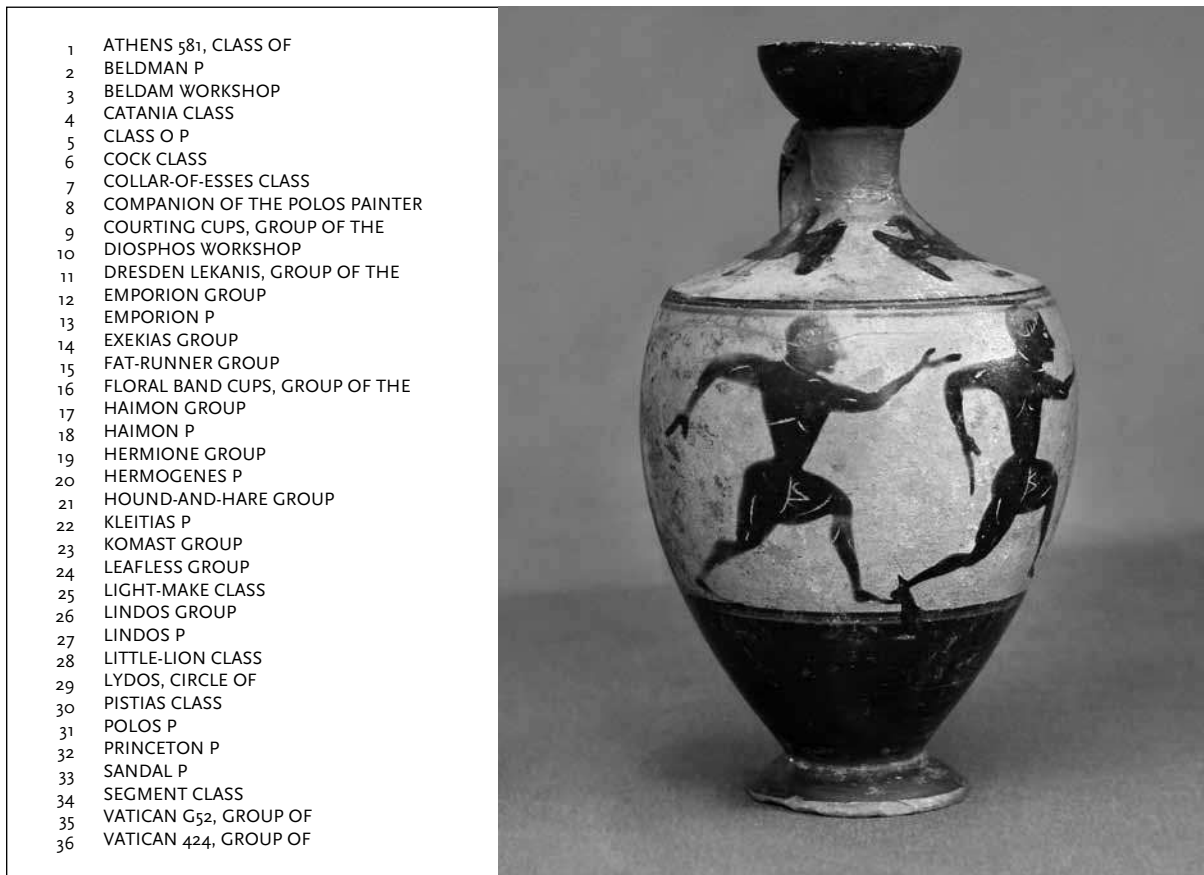 1 ATHENS 581, CLASS OF
2 BELDMAN P
3 BELDAM WORKSHOP
4 CATANIA CLASS
5 CLASS O P
6 COCK CLASS
7 COLLAR-OF-ESSES CLASS
8 COMPANION OF THE POLOS PAINTER
9 COURTING CUPS, GROUP OF THE
10 DIOSPHOS WORKSHOP
11 DRESDEN LEKANIS, GROUP OF THE
12 EMPORION GROUP
13 EMPORION P
14 EXEKIAS GROUP
15 FAT-RUNNER GROUP
16 FLORAL BAND CUPS, GROUP OF THE
17 HAIMON GROUP
18 HAIMON P
19 HERMIONE GROUP
20 HERMOGENES P
21 HOUND-AND-HARE GROUP
22 KLEITIAS P
23 KOMAST GROUP
24 LEAFLESS GROUP
25 LIGHT-MAKE CLASS
26 LINDOS GROUP
27 LINDOS P
28 LITTLE-LION CLASS
29 LYDOS, CIRCLE OF
30 PISTIAS CLASS
31 POLOS P
32 PRINCETON P
33 SANDAL P
34 SEGMENT CLASS
35 VATICAN G52, GROUP OF
36 VATICAN 424, GROUP OF